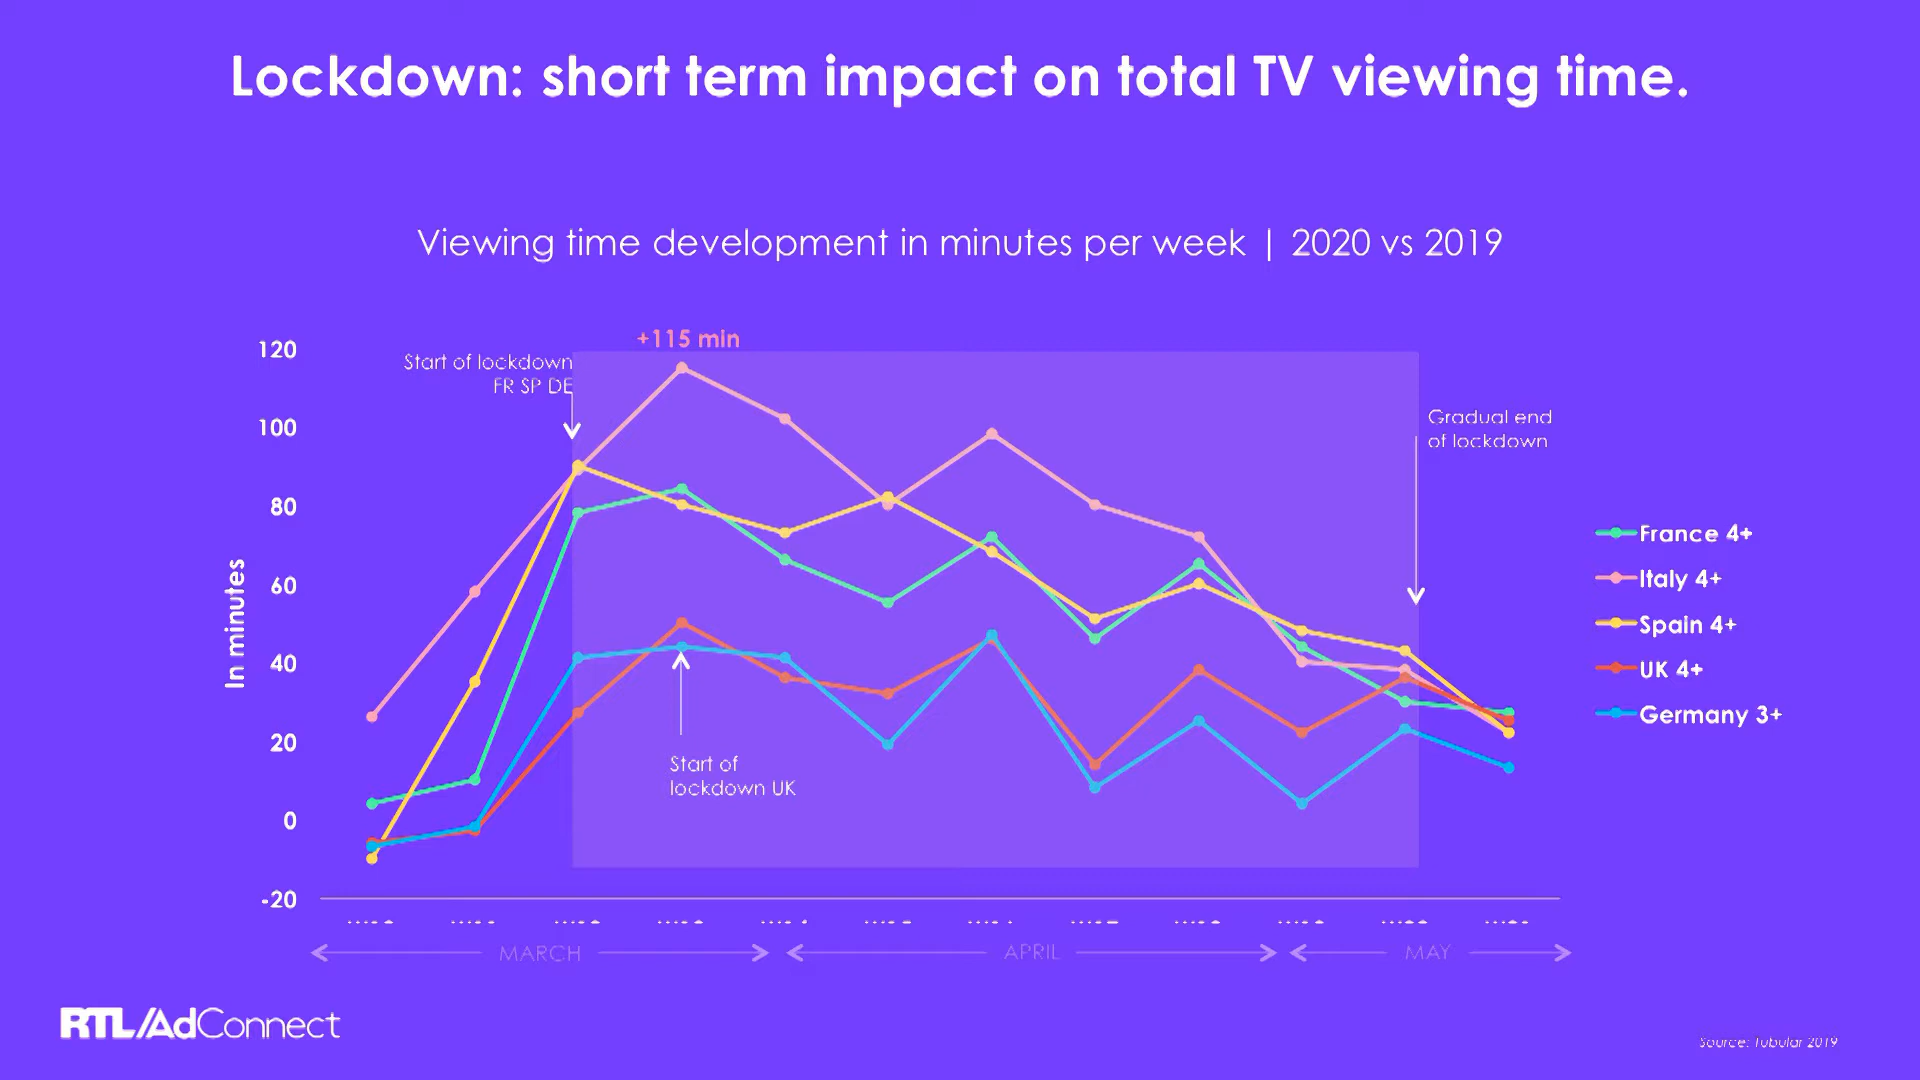 Lockdown: short term impact on total TV viewing time.
Viewing time development in minutes per week | 2020 vs 2019
+115 min
120
Start of lockdown
FR SP DE
100
Gradual end
of lockdown
80
60
40
20
0
-20
In minutes
France 4+
Italy 4+
Spain 4+
UK 4+
Germany 3+
Start of
lockdown UK
MARCH
APRIL
MAY
RTL/AdConnect
Source: Tubular 2019